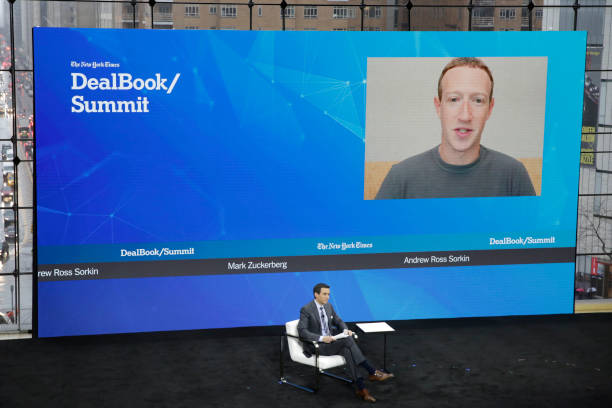 The New York Times
DealBook/
Summit
DealBook/Summit
The New York Times
DealBook/Summit
rew Ross Sorkin
Mark Zuckerberg
Andrew Ross Sorkin